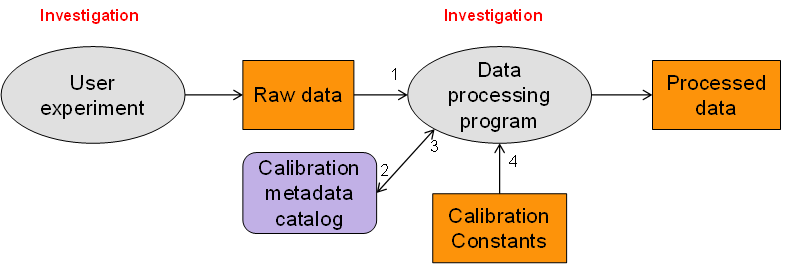 Investigation
Investigation
User
experiment
Raw data
1
Data
processing
program
Processed
data
3
2
4
Calibration
metadata
catalog
Calibration
Constants